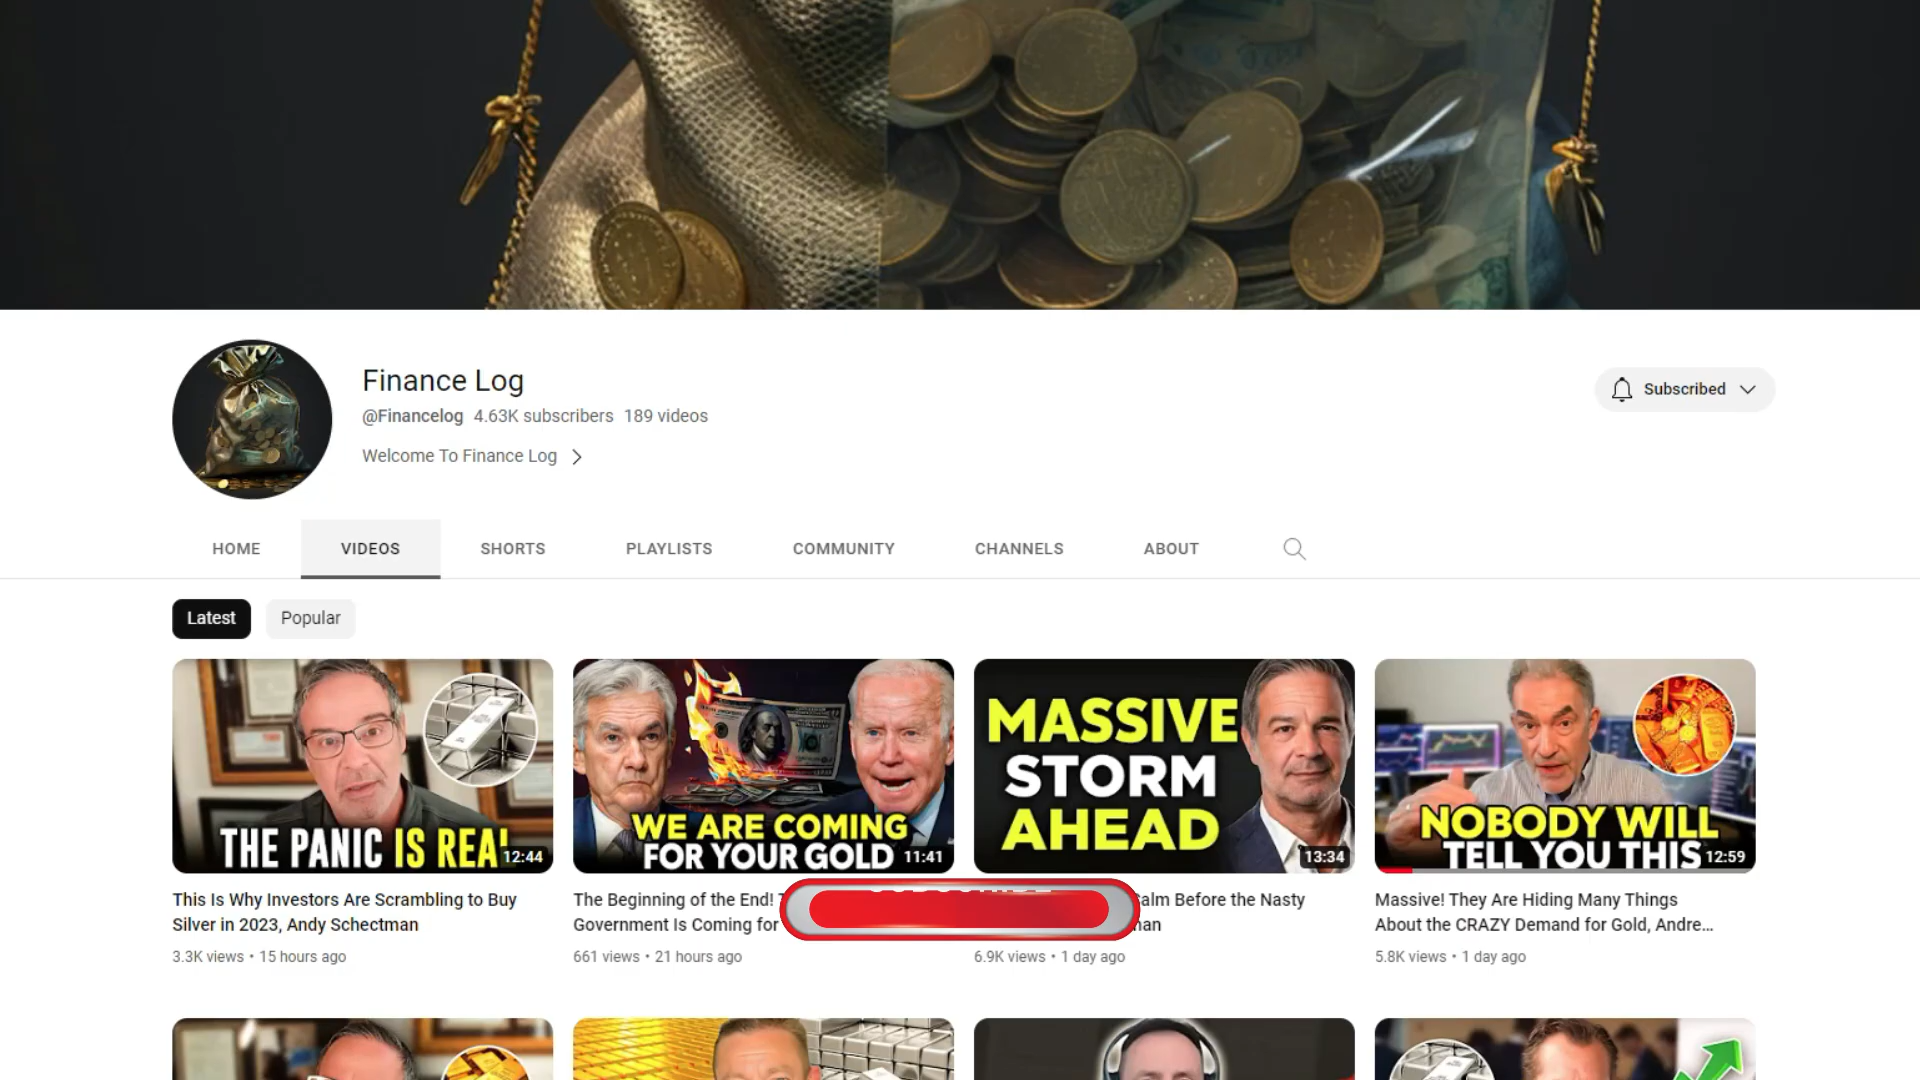 Finance Log
@Financelog 4.63K subscribers 189 videos
Welcome To Finance Log
Subscribed
HOME VIDEOS SHORTS PLAYLISTS COMMUNITY CHANNELS ABOUT
Latest Popular
THE PANIC IS REAL
12:44
WE ARE COMING
FOR YOUR GOLD
11:41
MASSIVE
STORM
AHEAD
13:34
NOBODY WILL
TELL YOU THIS
12:59
This Is Why Investors Are Scrambling to Buy
Silver in 2023, Andy Schectman
3.3K views • 15 hours ago
The Beginning of the End!
Government Is Coming for
661 views • 21 hours ago
Before the Nasty
6.9K views • 1 day ago
Massive! They Are Hiding Many Things
About the CRAZY Demand for Gold, Andre...
5.8K views • 1 day ago